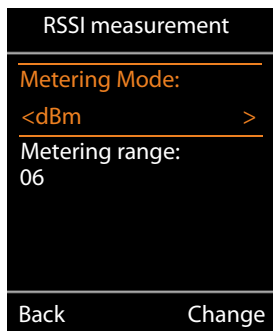 RSSI measurement
Metering Mode:
<dBm >
Metering range:
06
Back Change